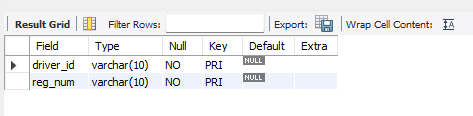 Result Grid Filter Rows: Export: Wrap Cell Content: IA
Field Type Null Key Default Extra
driver_id varchar(10) NO PRI NULL
reg_num varchar(10) NO PRI NULL